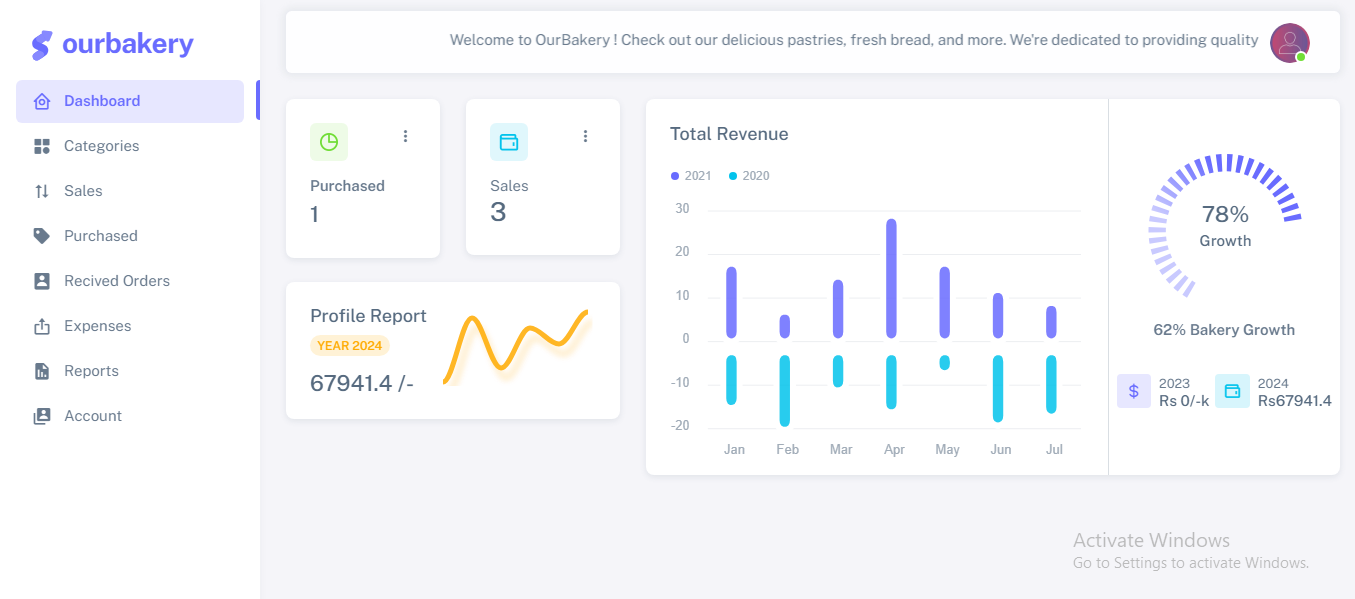 ourbakery
Dashboard
Categories
Sales
Purchased
Recived Orders
Expenses
Reports
Account
Welcome to OurBakery ! Check out our delicious pastries, fresh bread, and more. We're dedicated to providing quality
Purchased
1
Sales
3
Profile Report
YEAR 2024
67941.4 /-
Total Revenue
2021 2020
30
20
10
0
-10
-20
Jan Feb Mar Apr May Jun Jul
78%
Growth
62% Bakery Growth
$
2023
Rs 0/-k
2024
Rs67941.4
Activate Windows
Go to Settings to activate Windows.